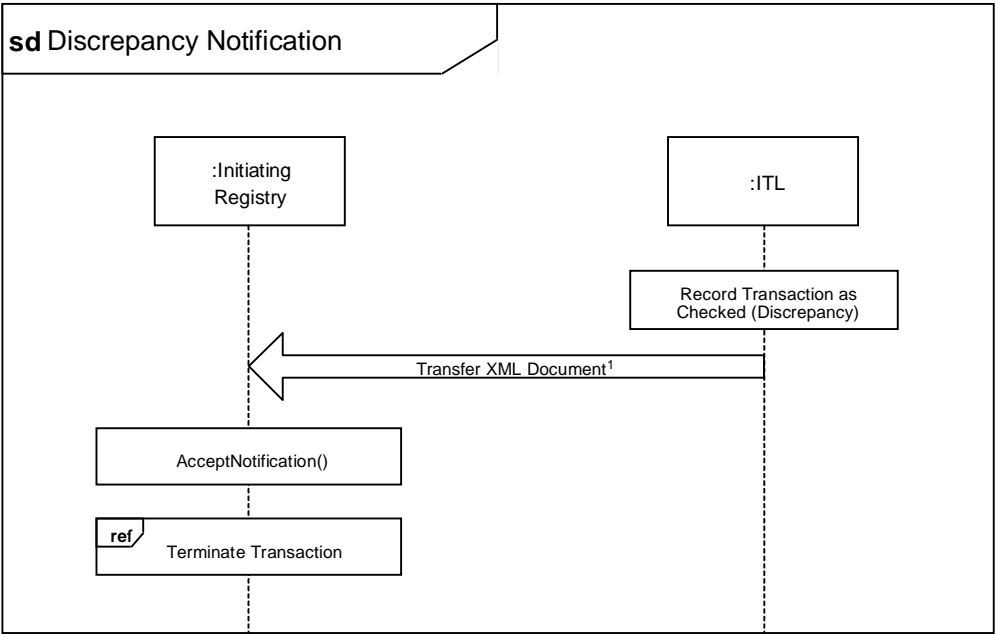 sd Discrepancy Notification
:Initiating
Registry
:ITL
Record Transaction as
Checked (Discrepancy)
Transfer XML Document¹
AcceptNotification()
ref
Terminate Transaction